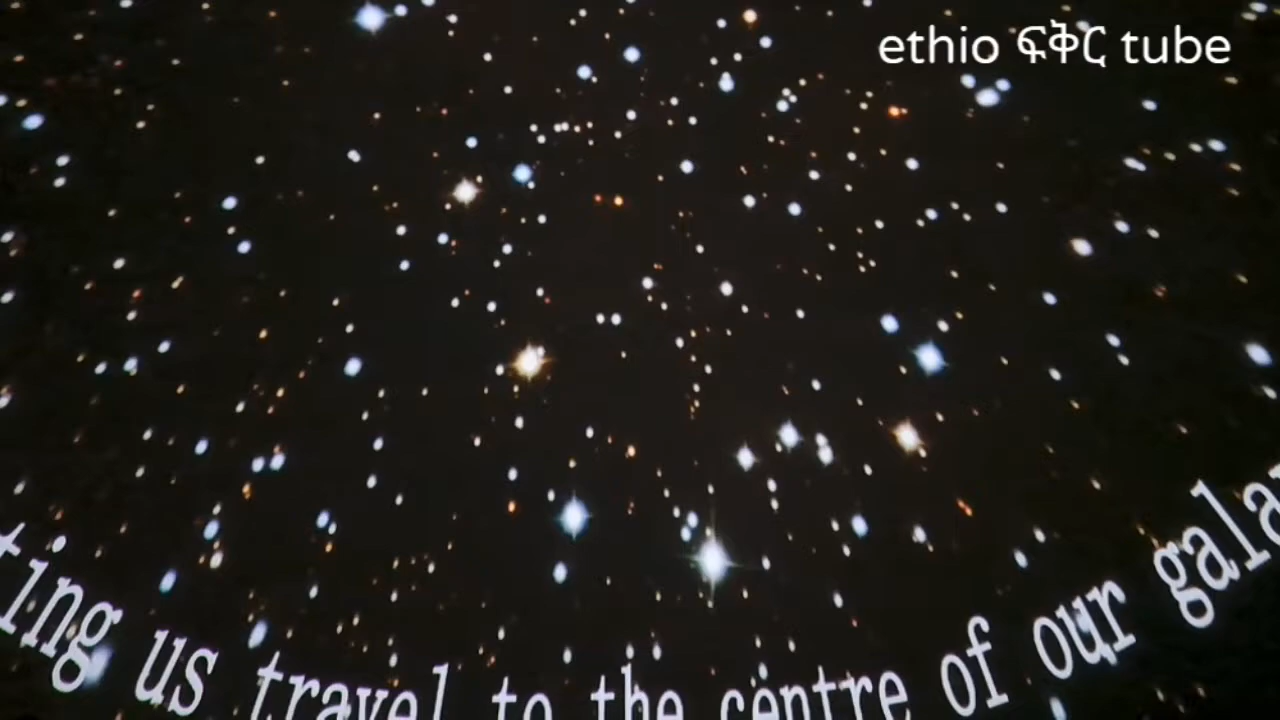 ethio ፍቅር tube
ting us travel to the centre of our gala